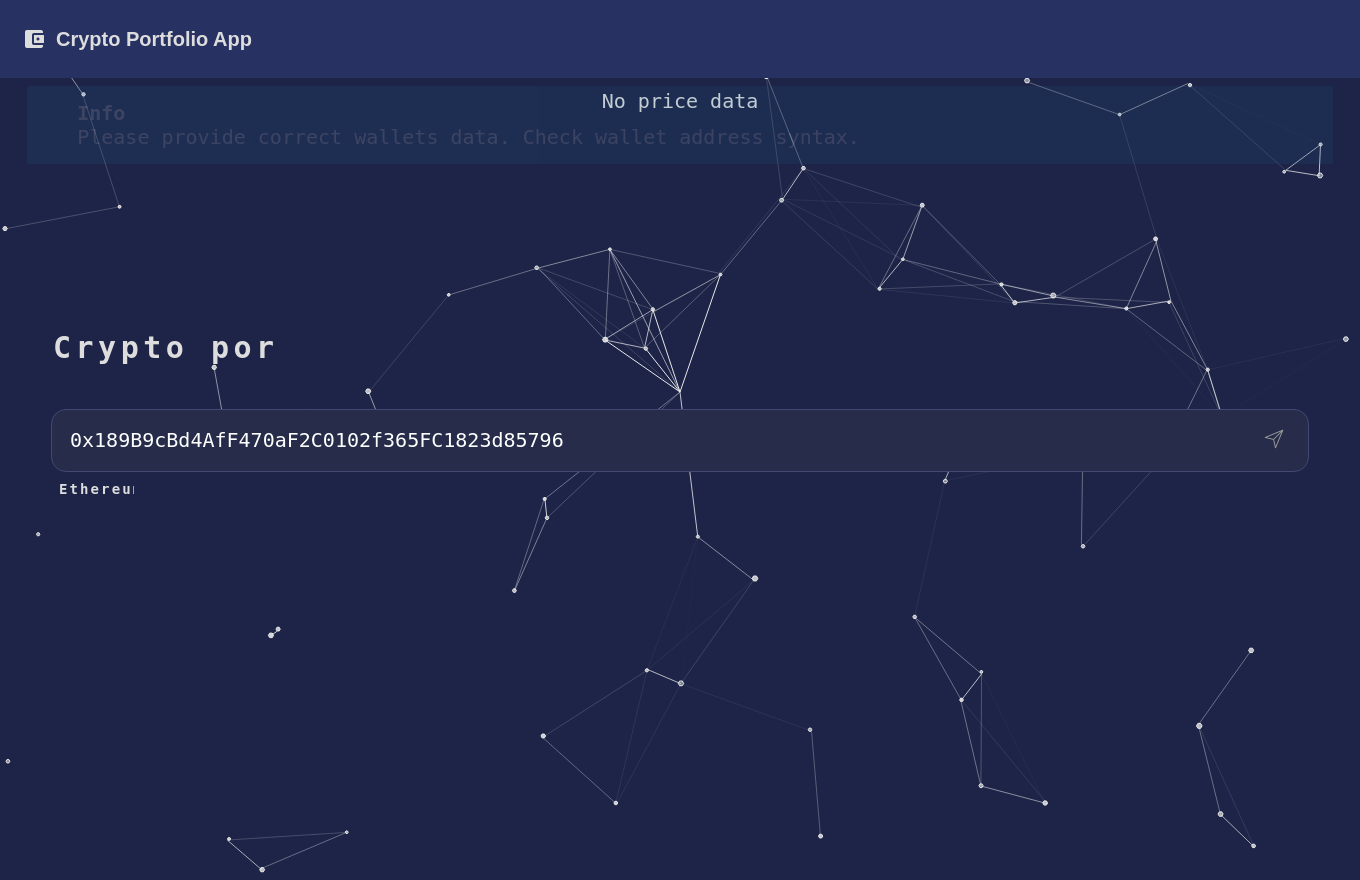 Crypto Portfolio App
No price data
Info
Please provide correct wallets data. Check wallet address syntax.
Crypto por
0x189B9cBd4AfF470aF2C0102f365FC1823d85796
Ethereu